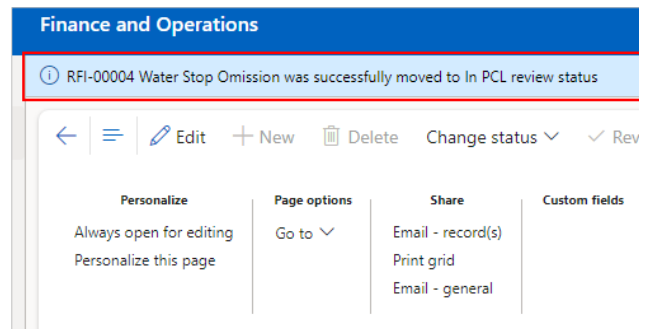 Finance and Operations
RFI-00004 Water Stop Omission was successfully moved to In PCL review status
Edit New Delete Change status Rev
Personalize Page options Share Custom fields
Always open for editing Go to Email - record(s)
Personalize this page Print grid
Email - general